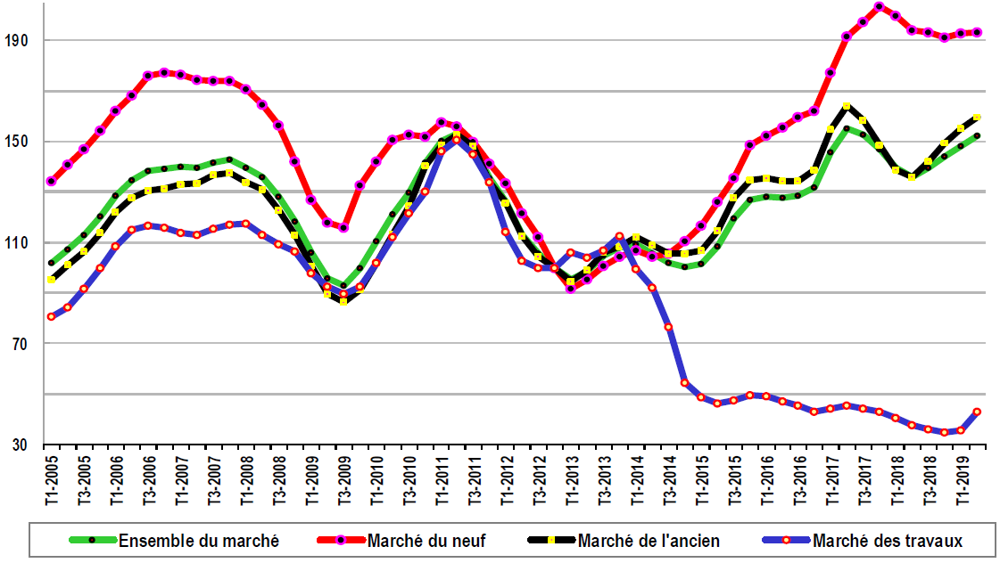 190
150
110
70
30
T1-2005
T3-2005
T1-2006
T3-2006
T1-2007
T3-2007
T1-2008
T3-2008
T1-2009
T3-2009
T1-2010
T3-2010
T1-2011
T3-2011
T1-2012
T3-2012
T1-2013
T3-2013
T1-2014
T3-2014
T1-2015
T3-2015
T1-2016
T3-2016
T1-2017
T3-2017
T1-2018
T3-2018
T1-2019
Ensemble du marché Marché du neuf Marché de l'ancien Marché des travaux